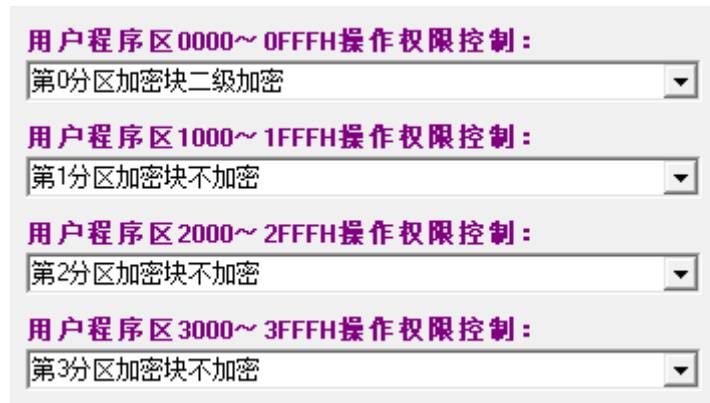 用户程序区0000～0FFFH操作权限控制：
第0分区加密块二级加密
用户程序区1000～1FFFH操作权限控制：
第1分区加密块不加密
用户程序区2000～2FFFH操作权限控制：
第2分区加密块不加密
用户程序区3000～3FFFH操作权限控制：
第3分区加密块不加密